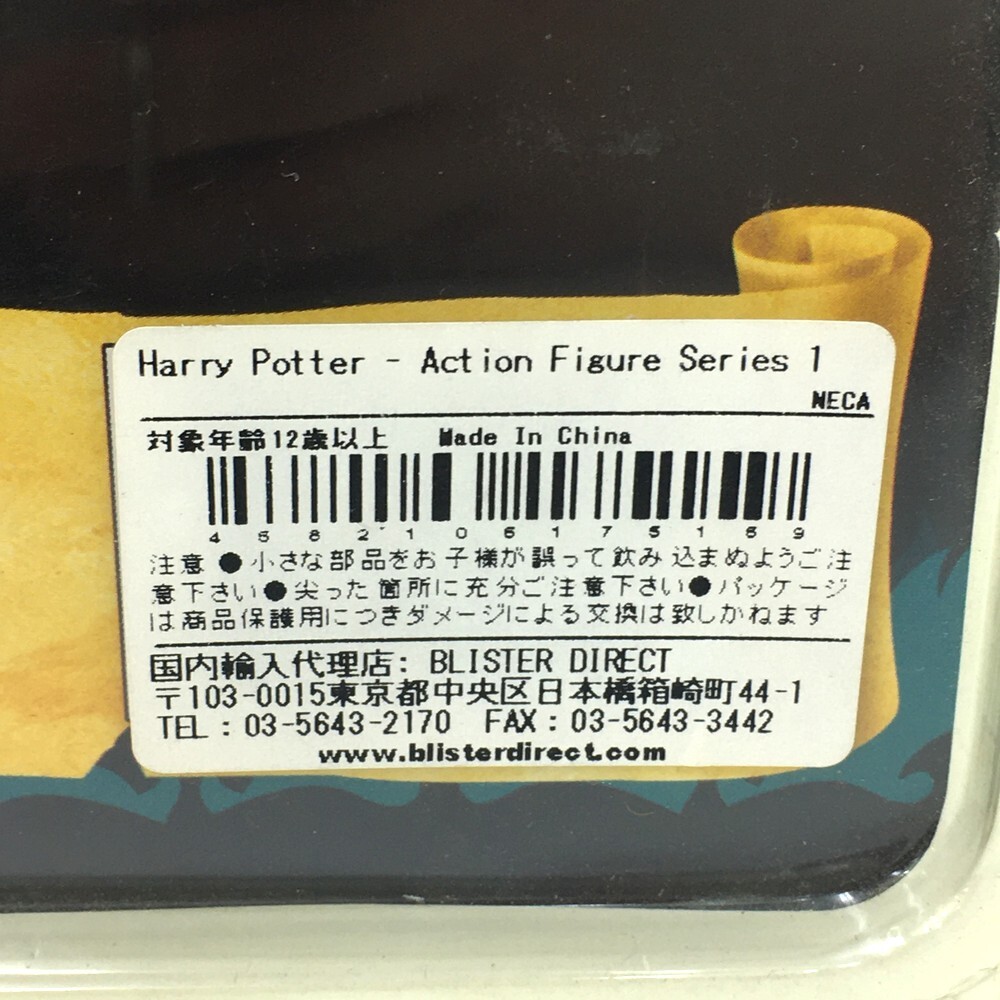 Harry Potter - Action Figure Series 1
NECA
対象年齢12歳以上 Made In China
4582101061751691
注意 ●小さな部品をお子様が誤って飲み込まぬようご注
意下さい●尖った箇所に充分ご注意下さい●パッケージ
は商品保護用につきダメージによる交換は致しかねます
国内輸入代理店: BLISTER DIRECT
〒103-0015東京都中央区日本橋箱崎町44-1
TEL : 03-5643-2170 FAX : 03-5643-3442
www.blisterdirect.com